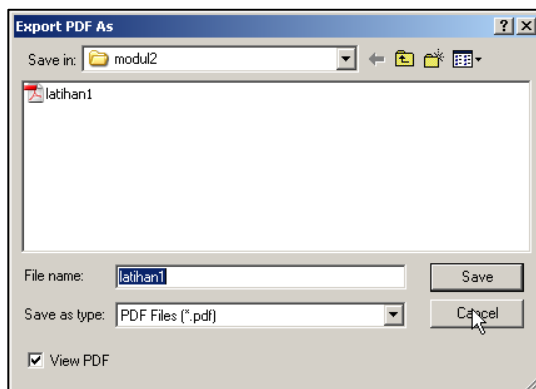 Export PDF As
Save in: modul2
latihan1
File name: latihan1 Save
Save as type: PDF Files (*.pdf) Cancel
View PDF